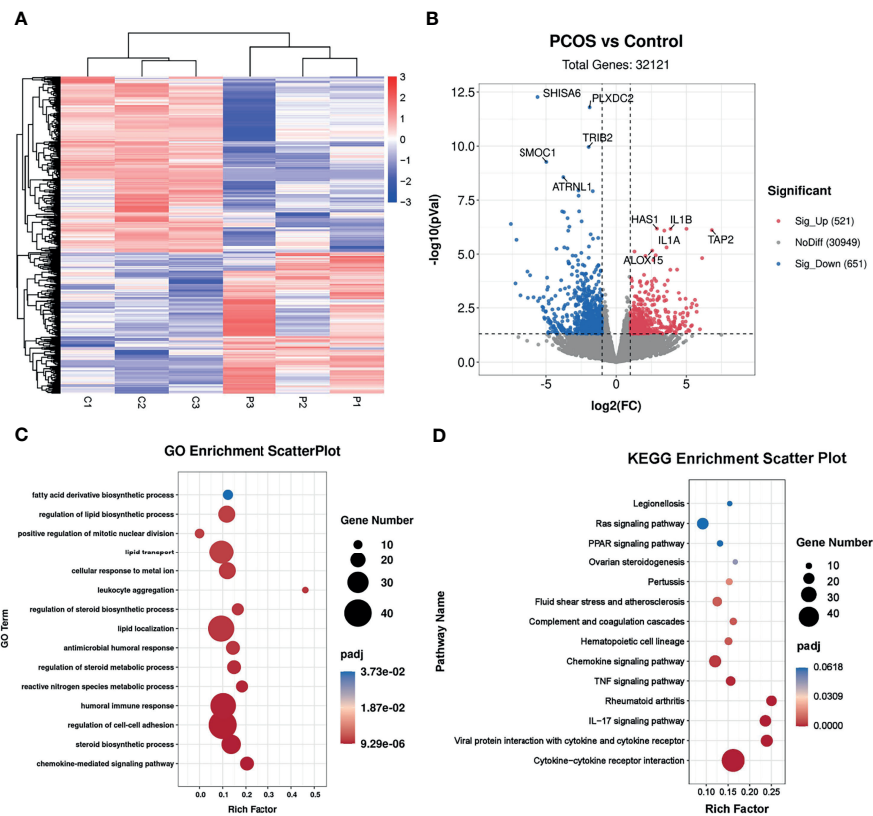 A
3
2
1
0
−1
−2
−3
C1
C2
C3
P3
P2
P1
B
PCOS vs Control
Total Genes: 32121
12.5
10.0
7.5
5.0
2.5
0.0
-log10(pVal)
SHISA6
PLXDC2
TRIB2
SMOC1
ATRNL1
HAS1
IL1B
IL1A
TAP2
ALOX15
-5
0
5
log2(FC)
Significant
Sig_Up (521)
NoDiff (30949)
Sig_Down (651)
C
GO Enrichment ScatterPlot
GO Term
fatty acid derivative biosynthetic process
regulation of lipid biosynthetic process
positive regulation of mitotic nuclear division
lipid transport
cellular response to metal ion
leukocyte aggregation
regulation of steroid biosynthetic process
lipid localization
antimicrobial humoral response
regulation of steroid metabolic process
reactive nitrogen species metabolic process
humoral immune response
regulation of cell-cell adhesion
steroid biosynthetic process
chemokine-mediated signaling pathway
0.0
0.1
0.2
0.3
0.4
0.5
Rich Factor
Gene Number
10
20
30
40
padj
3.73e-02
1.87e-02
9.29e-06
D
KEGG Enrichment Scatter Plot
Pathway Name
Legionellosis
Ras signaling pathway
PPAR signaling pathway
Ovarian steroidogenesis
Pertussis
Fluid shear stress and atherosclerosis
Complement and coagulation cascades
Hematopoietic cell lineage
Chemokine signaling pathway
TNF signaling pathway
Rheumatoid arthritis
IL−17 signaling pathway
Viral protein interaction with cytokine and cytokine receptor
Cytokine−cytokine receptor interaction
0.10
0.15
0.20
0.25
Rich Factor
Gene Number
10
20
30
40
padj
0.0618
0.0309
0.0000